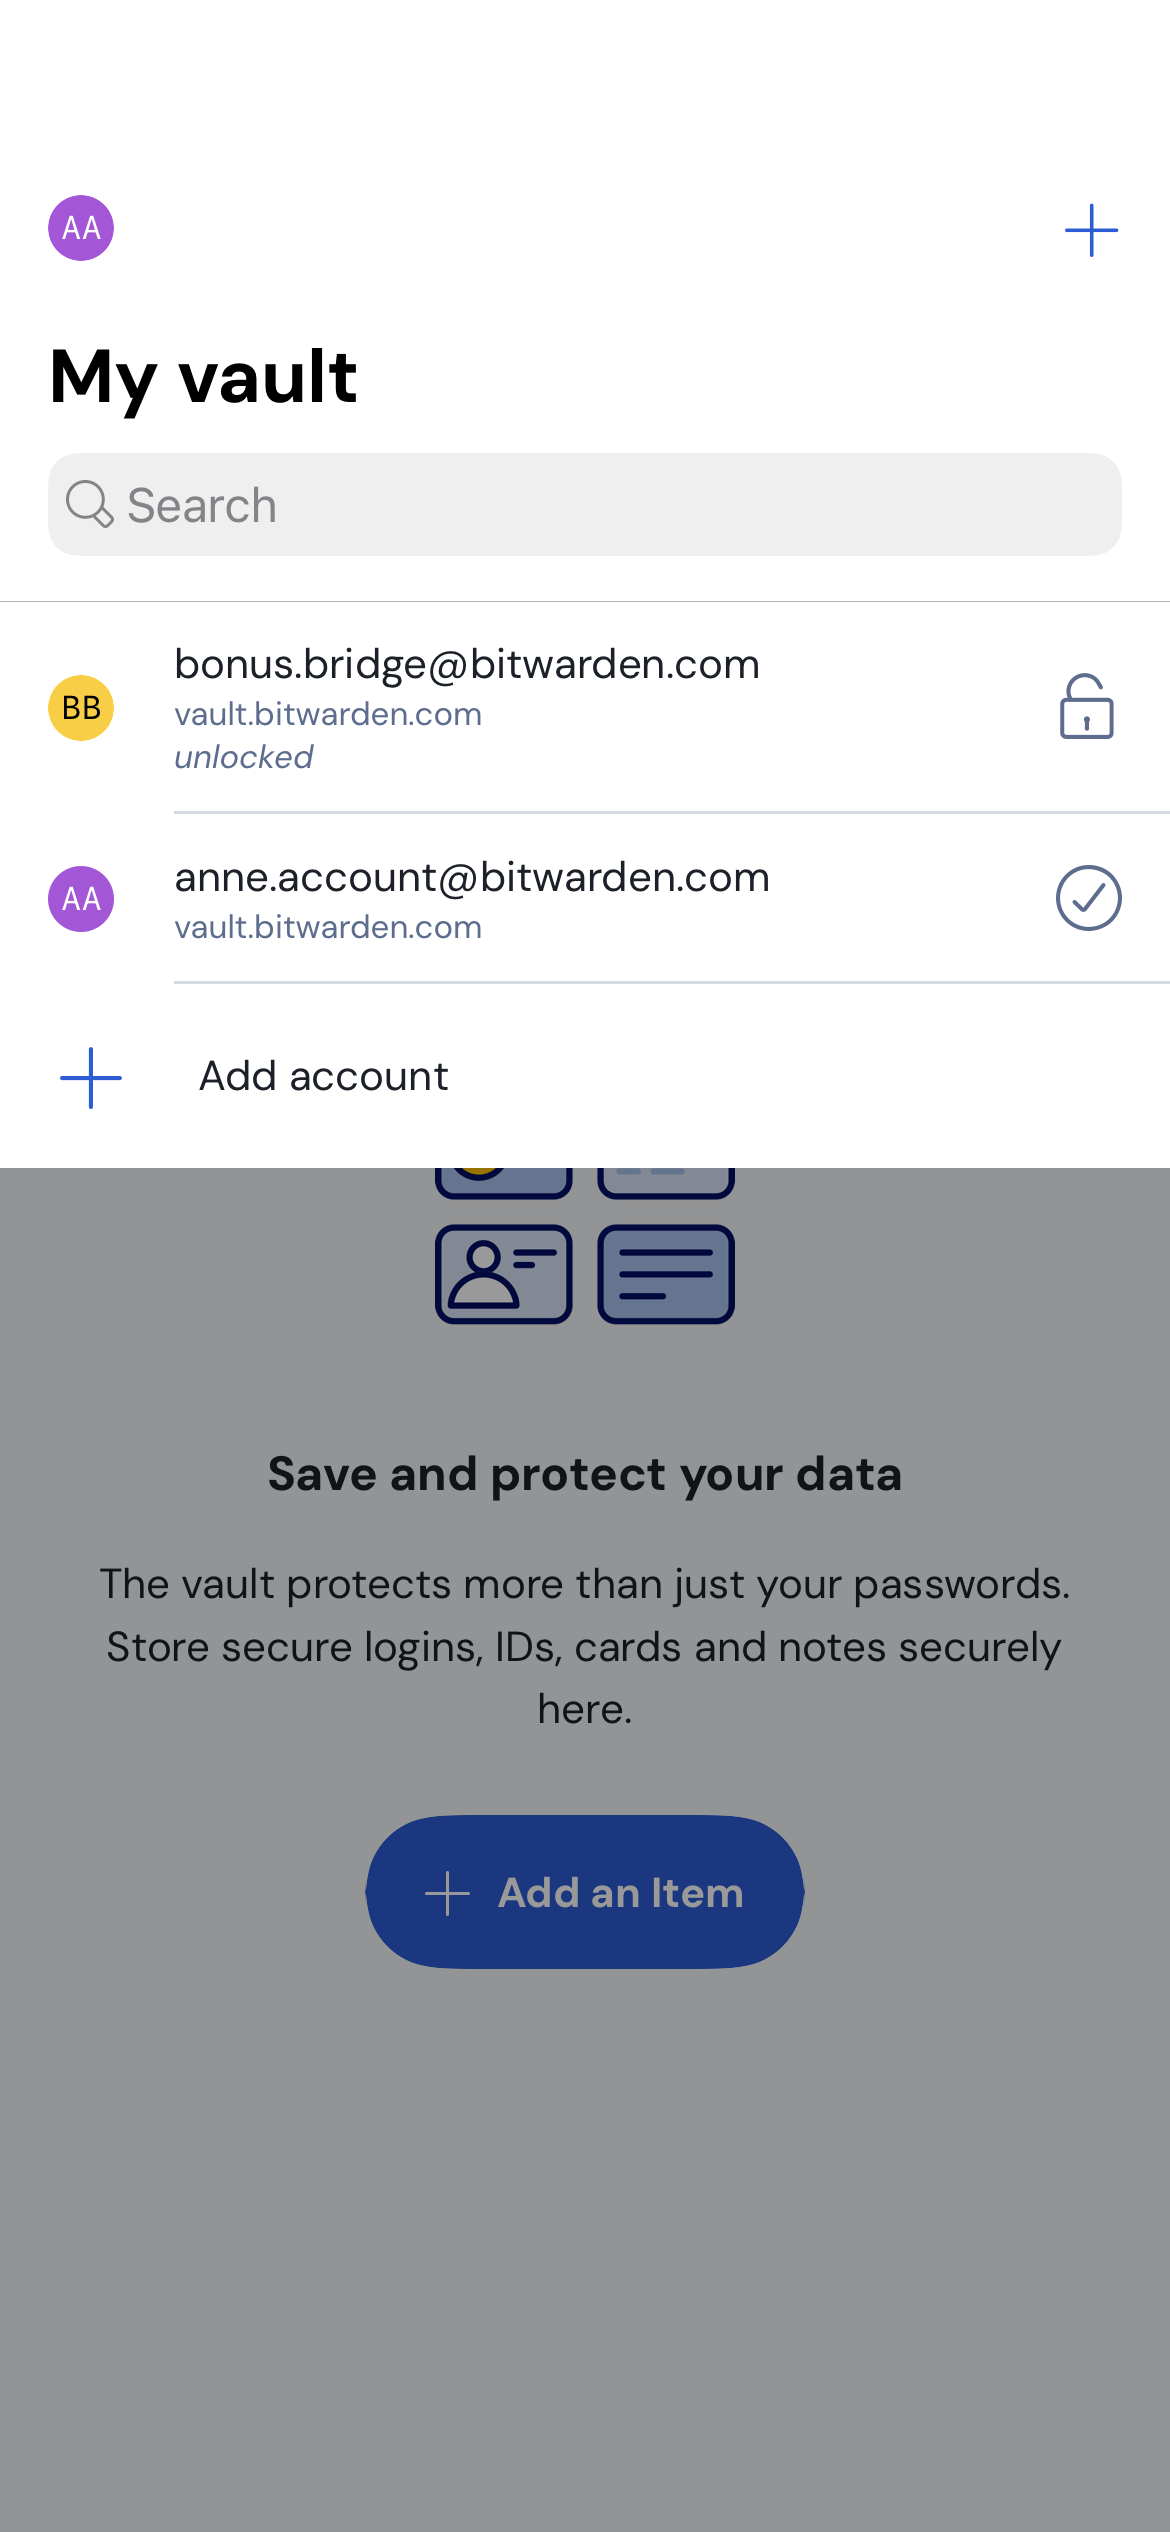 AA
My vault
Search
BB
bonus.bridge@bitwarden.com
vault.bitwarden.com
unlocked
AA
anne.account@bitwarden.com
vault.bitwarden.com
Add account
Save and protect your data
The vault protects more than just your passwords.
Store secure logins, IDs, cards and notes securely
here.
Add an Item